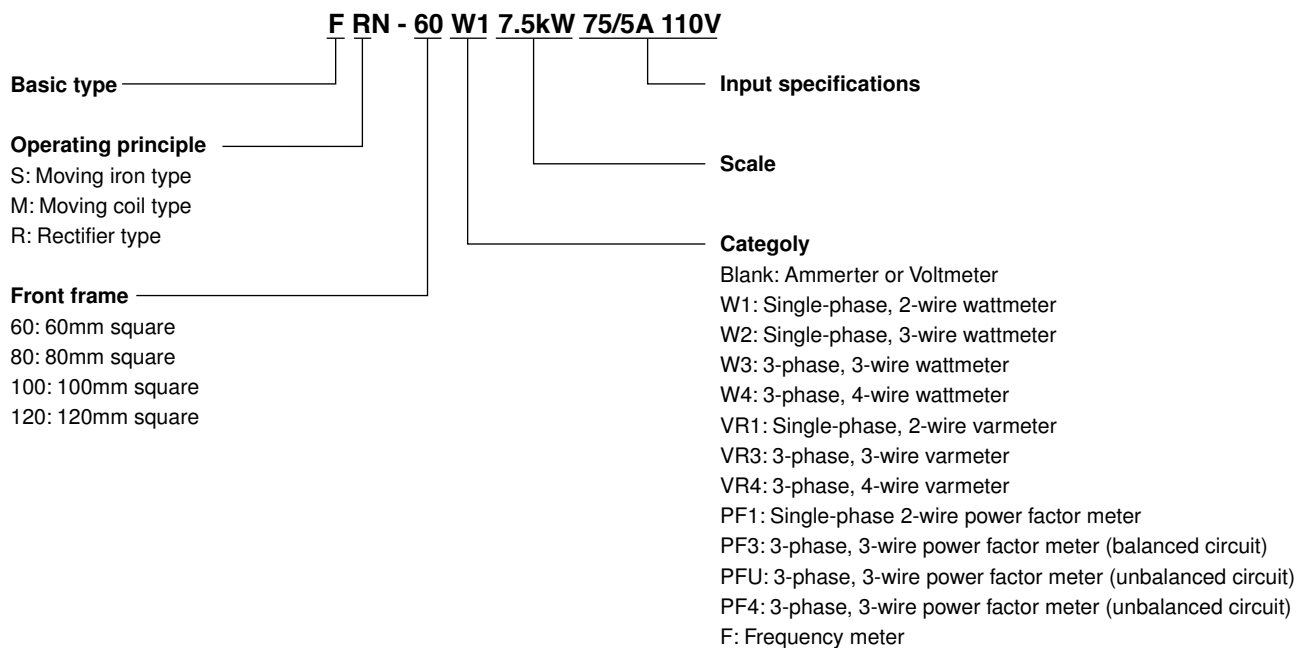 F RN - 60 W1 7.5kW 75/5A 110V
Basic type
Operating principle
S: Moving iron type
M: Moving coil type
R: Rectifier type
Front frame
60: 60mm square
80: 80mm square
100: 100mm square
120: 120mm square
Input specifications
Scale
Categoly
Blank: Ammerter or Voltmeter
W1: Single-phase, 2-wire wattmeter
W2: Single-phase, 3-wire wattmeter
W3: 3-phase, 3-wire wattmeter
W4: 3-phase, 4-wire wattmeter
VR1: Single-phase, 2-wire varmeter
VR3: 3-phase, 3-wire varmeter
VR4: 3-phase, 4-wire varmeter
PF1: Single-phase 2-wire power factor meter
PF3: 3-phase, 3-wire power factor meter (balanced circuit)
PFU: 3-phase, 3-wire power factor meter (unbalanced circuit)
PF4: 3-phase, 3-wire power factor meter (unbalanced circuit)
F: Frequency meter